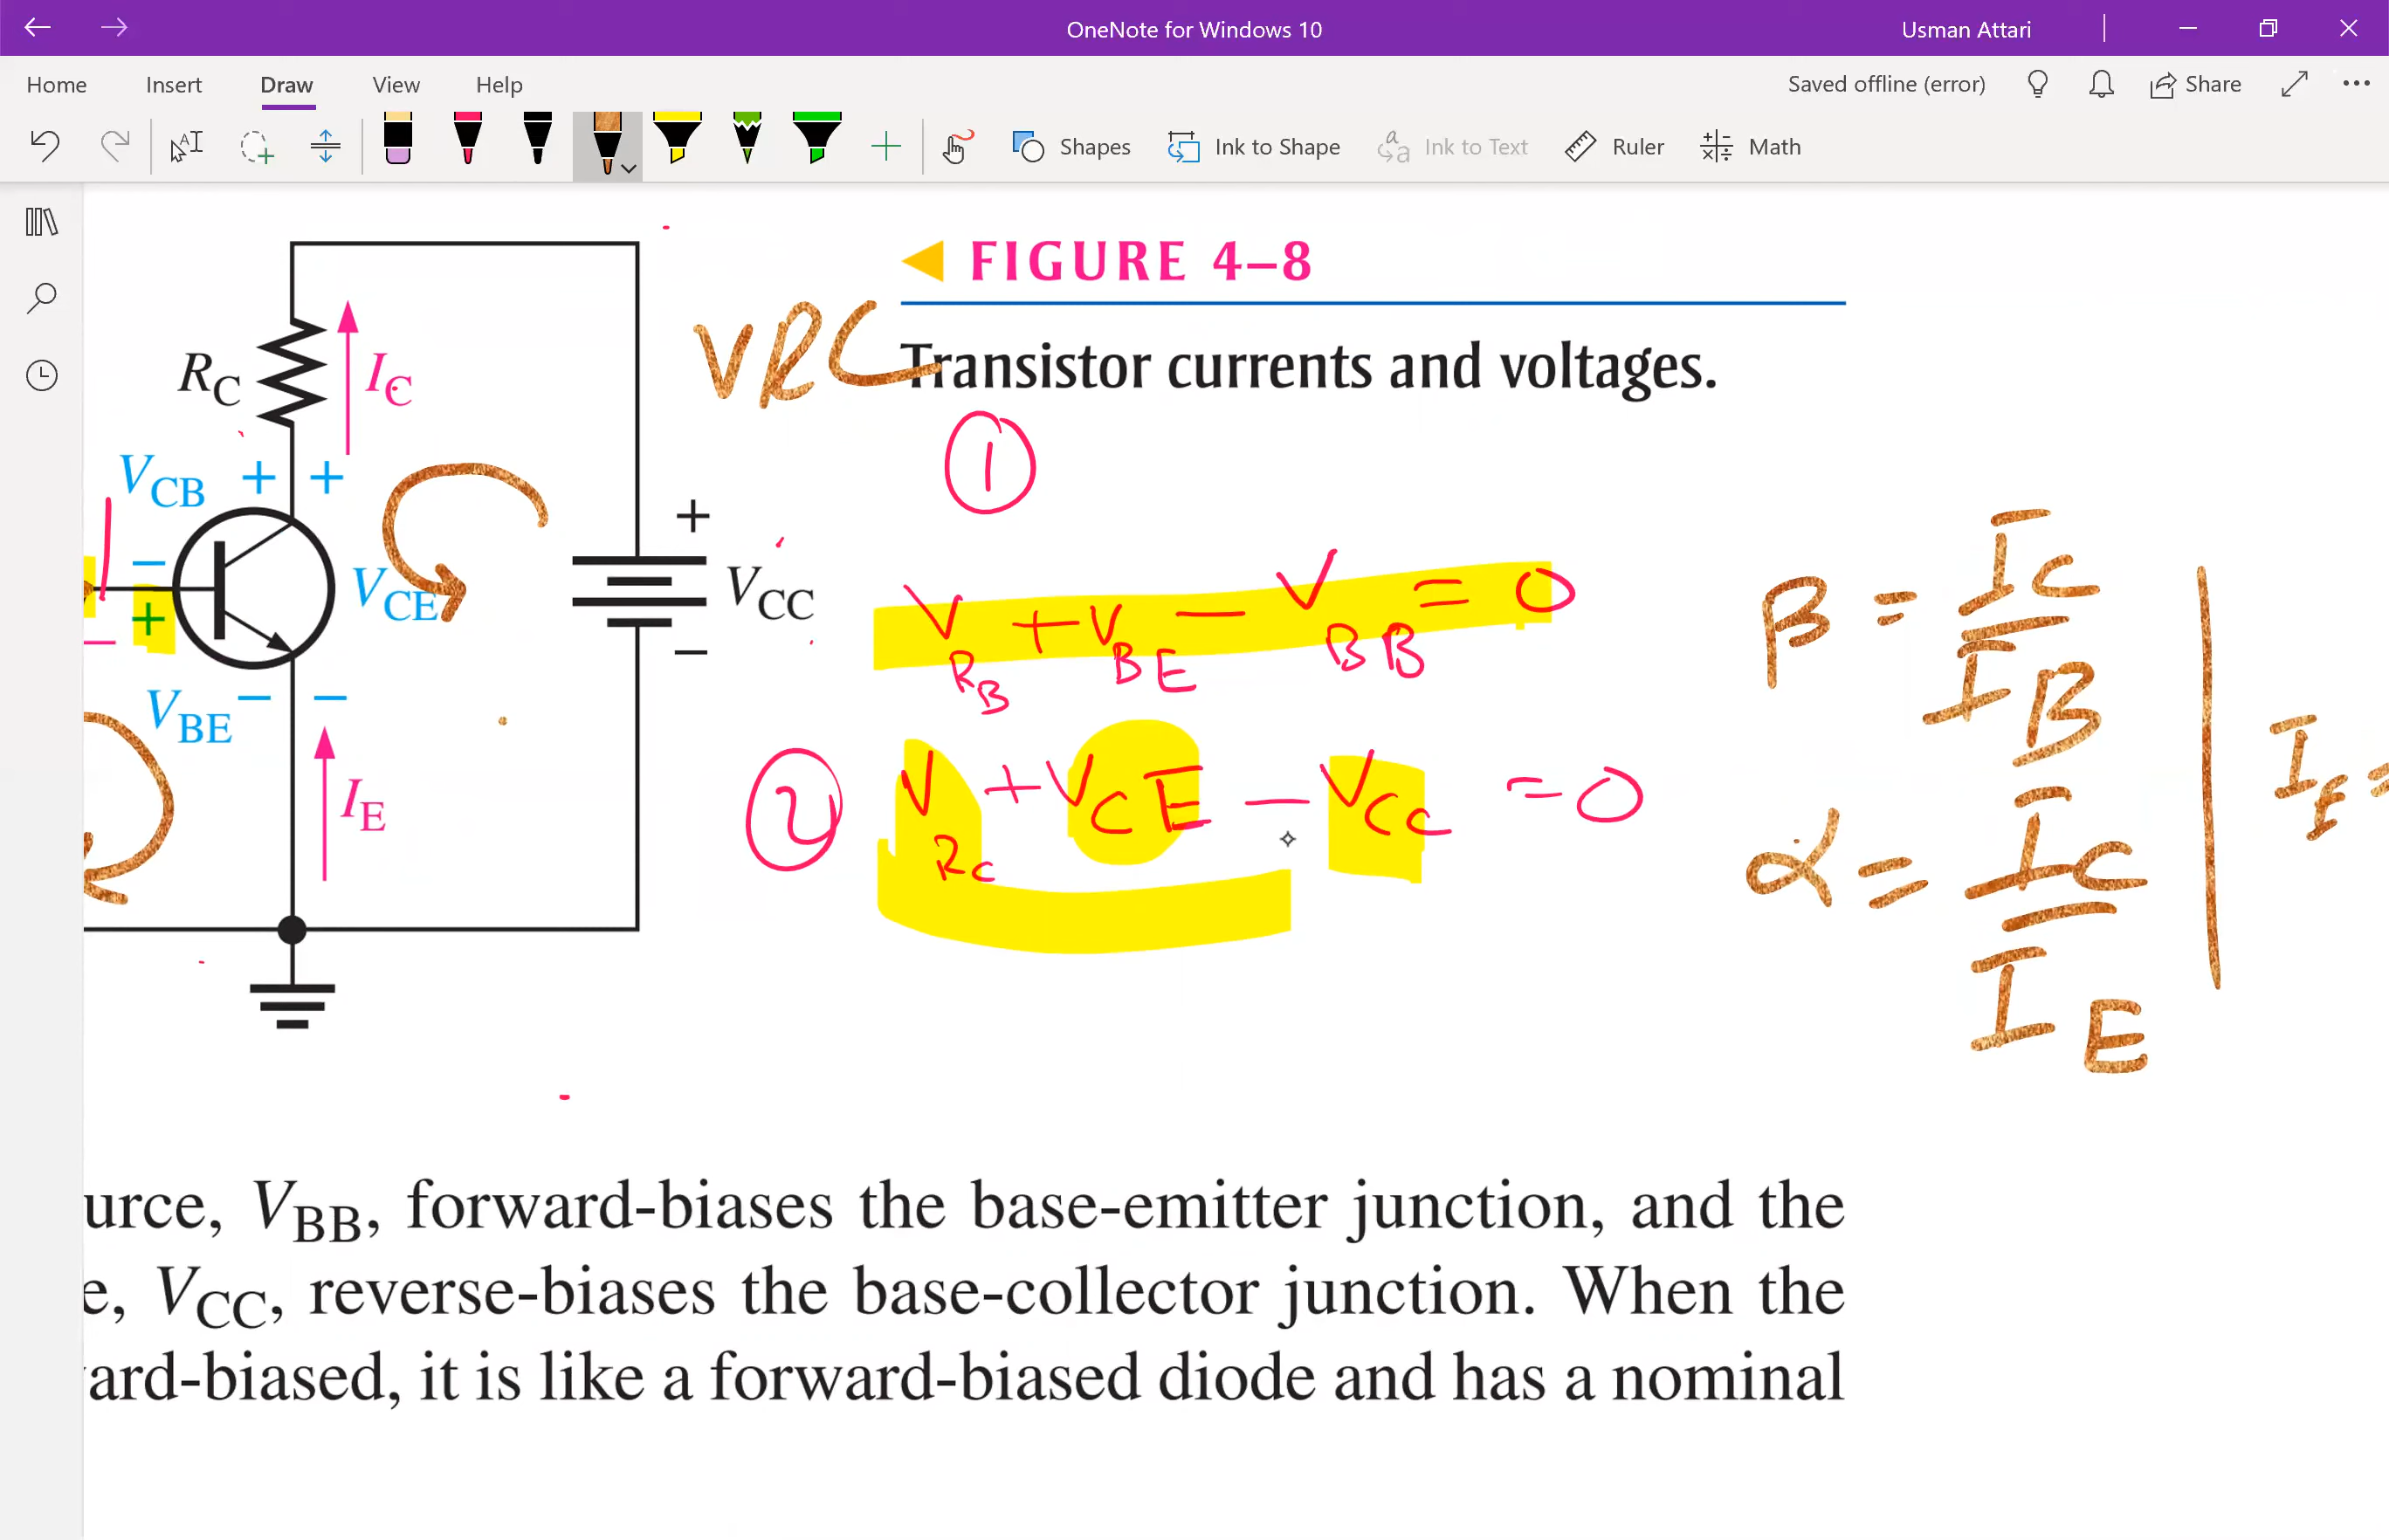 OneNote for Windows 10
Usman Attari
Home Insert Draw View Help
Saved offline (error) Share
Shapes Ink to Shape Ink to Text Ruler Math
FIGURE 4–8
Transistor currents and voltages.
VRC
RC IC
VCB + +
− + VCE
−
VBE − −
IE
+
VCC
−
1
VRB + VBE − VBB = 0
2 VRC + VCE − VCC = 0
β = IC / IB
α = IC / IE
IE =
urce, VBB, forward-biases the base-emitter junction, and the
e, VCC, reverse-biases the base-collector junction. When the
ard-biased, it is like a forward-biased diode and has a nominal